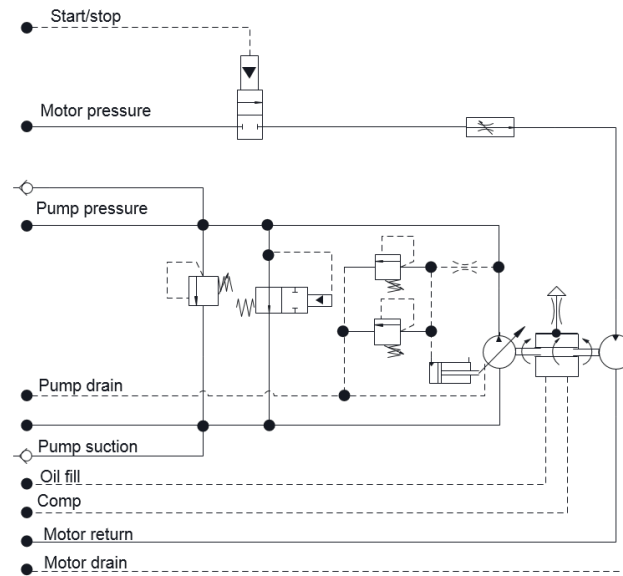 Start/stop
Motor pressure
Pump pressure
Pump drain
Pump suction
Oil fill
Comp
Motor return
Motor drain